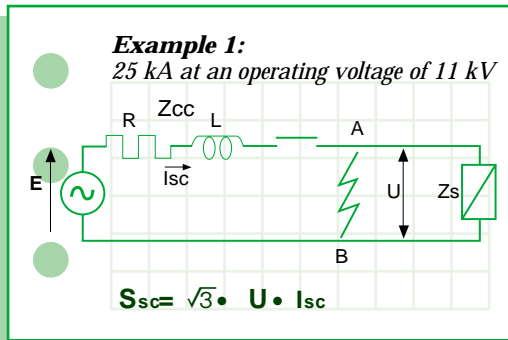 Example 1:
25 kA at an operating voltage of 11 kV
Zcc
R
L
A
Isc
E
U
Zs
B
Ssc= √3• U• Isc